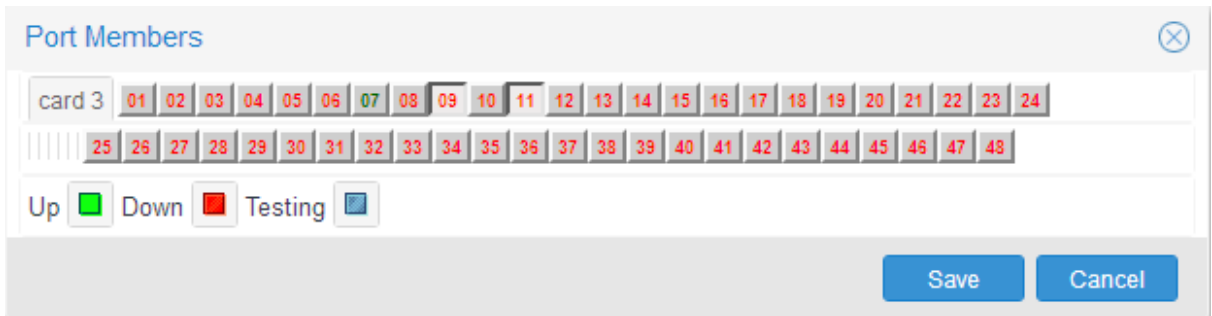 Port Members
card 3 01 02 03 04 05 06 07 08 09 10 11 12 13 14 15 16 17 18 19 20 21 22 23 24
25 26 27 28 29 30 31 32 33 34 35 36 37 38 39 40 41 42 43 44 45 46 47 48
Up Down Testing
Save Cancel